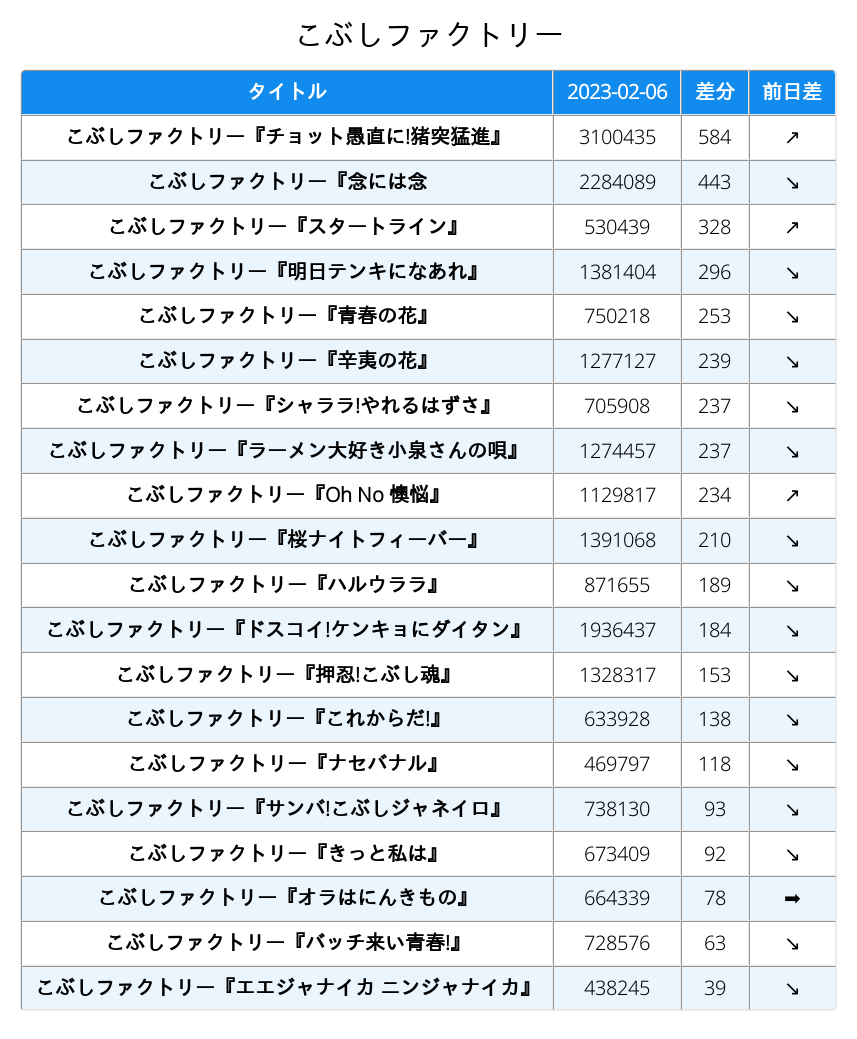 こぶしファクトリー
タイトル 2023-02-06 差分 前日差
こぶしファクトリー『チョット愚直に!猪突猛進』 3100435 584 ↗
こぶしファクトリー『念には念 2284089 443 ↘
こぶしファクトリー『スタートライン』 530439 328 ↗
こぶしファクトリー『明日テンキになあれ』 1381404 296 ↘
こぶしファクトリー『青春の花』 750218 253 ↘
こぶしファクトリー『辛夷の花』 1277127 239 ↘
こぶしファクトリー『シャララ!やれるはずさ』 705908 237 ↘
こぶしファクトリー『ラーメン大好き小泉さんの唄』 1274457 237 ↘
こぶしファクトリー『Oh No 懊悩』 1129817 234 ↗
こぶしファクトリー『桜ナイトフィーバー』 1391068 210 ↘
こぶしファクトリー『ハルウララ』 871655 189 ↘
こぶしファクトリー『ドスコイ!ケンキョにダイタン』 1936437 184 ↘
こぶしファクトリー『押忍!こぶし魂』 1328317 153 ↘
こぶしファクトリー『これからだ!』 633928 138 ↘
こぶしファクトリー『ナセバナル』 469797 118 ↘
こぶしファクトリー『サンバ!こぶしジャネイロ』 738130 93 ↘
こぶしファクトリー『きっと私は』 673409 92 ↘
こぶしファクトリー『オラはにんきもの』 664339 78 ➡
こぶしファクトリー『バッチ来い青春!』 728576 63 ↘
こぶしファクトリー『エエジャナイカ ニンジャナイカ』 438245 39 ↘